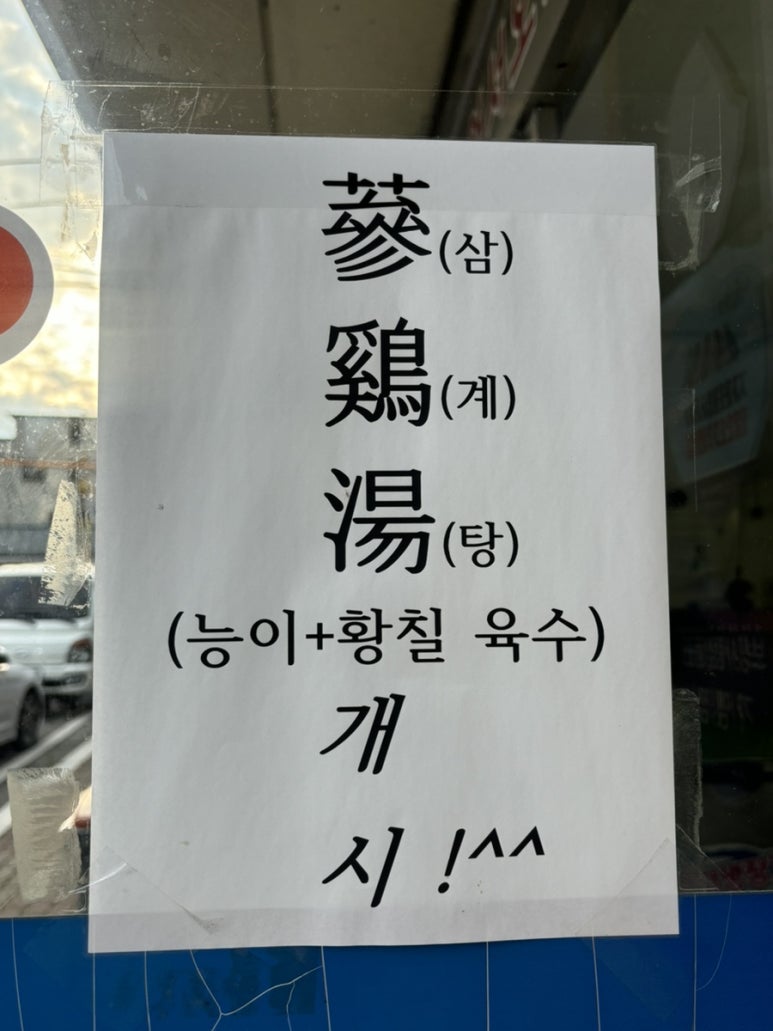 蔘(삼)
鷄(계)
湯(탕)
(능이+황칠 육수)
개
시 !^^